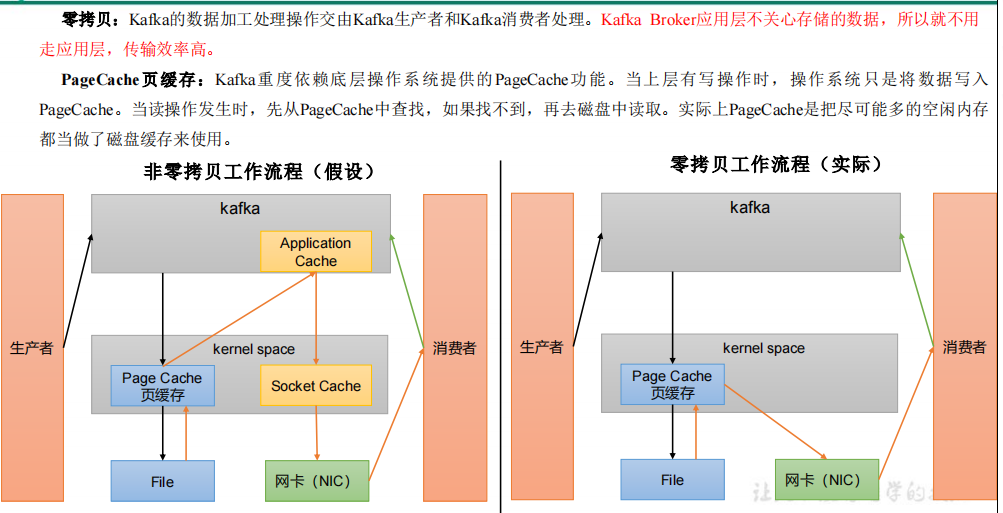 零拷贝：Kafka的数据加工处理操作交由Kafka生产者和Kafka消费者处理。Kafka Broker应用层不关心存储的数据，所以就不用
走应用层，传输效率高。
PageCache页缓存：Kafka重度依赖底层操作系统提供的PageCache功能。当上层有写操作时，操作系统只是将数据写入
PageCache。当读操作发生时，先从PageCache中查找，如果找不到，再去磁盘中读取。实际上PageCache是把尽可能多的空闲内存
都当做了磁盘缓存来使用。
非零拷贝工作流程（假设）
生产者
kafka
Application
Cache
kernel space
Page Cache
页缓存
Socket Cache
File
网卡（NIC）
消费者
零拷贝工作流程（实际）
生产者
kafka
kernel space
Page Cache
页缓存
File
网卡（NIC）
消费者